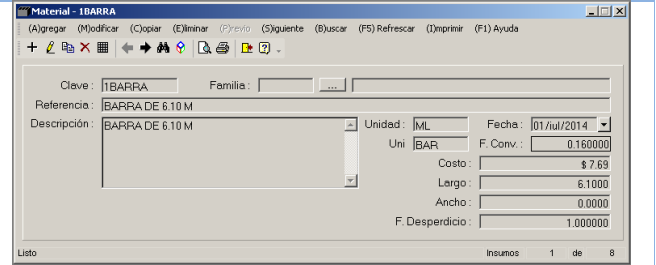 Material - 1BARRA
(A)gregar (M)odificar (C)opiar (E)liminar (P)revio (S)iguiente (B)uscar (F5) Refrescar (I)mprimir (F1) Ayuda
Clave : 1BARRA Familia : ...
Referencia : BARRA DE 6.10 M
Descripción : BARRA DE 6.10 M Unidad : ML Fecha : 01/jul/2014
Uni BAR F. Conv. : 0.160000
Costo : $ 7.69
Largo : 6.1000
Ancho : 0.0000
F. Desperdicio : 1.000000
Listo Insumos 1 de 8